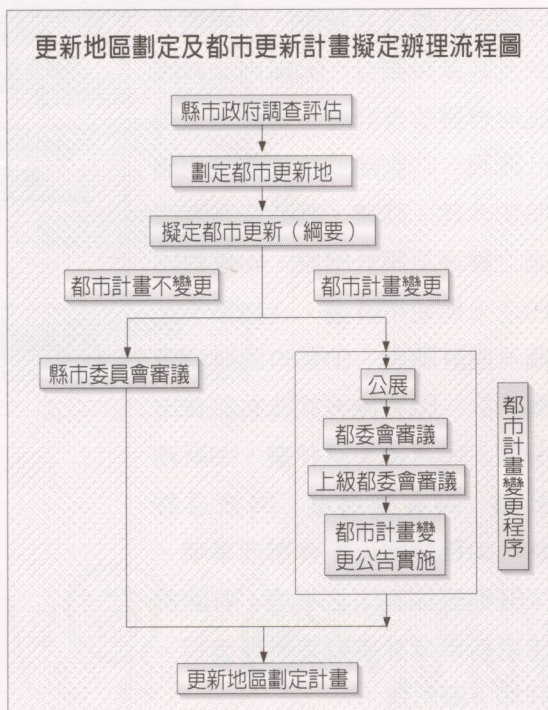 更新地區劃定及都市更新計畫擬定辦理流程圖
縣市政府調查評估
劃定都市更新地
擬定都市更新（綱要）
都市計畫不變更
都市計畫變更
縣市委員會審議
公展
都委會審議
上級都委會審議
都市計畫變
更公告實施
都市計畫變更程序
更新地區劃定計畫